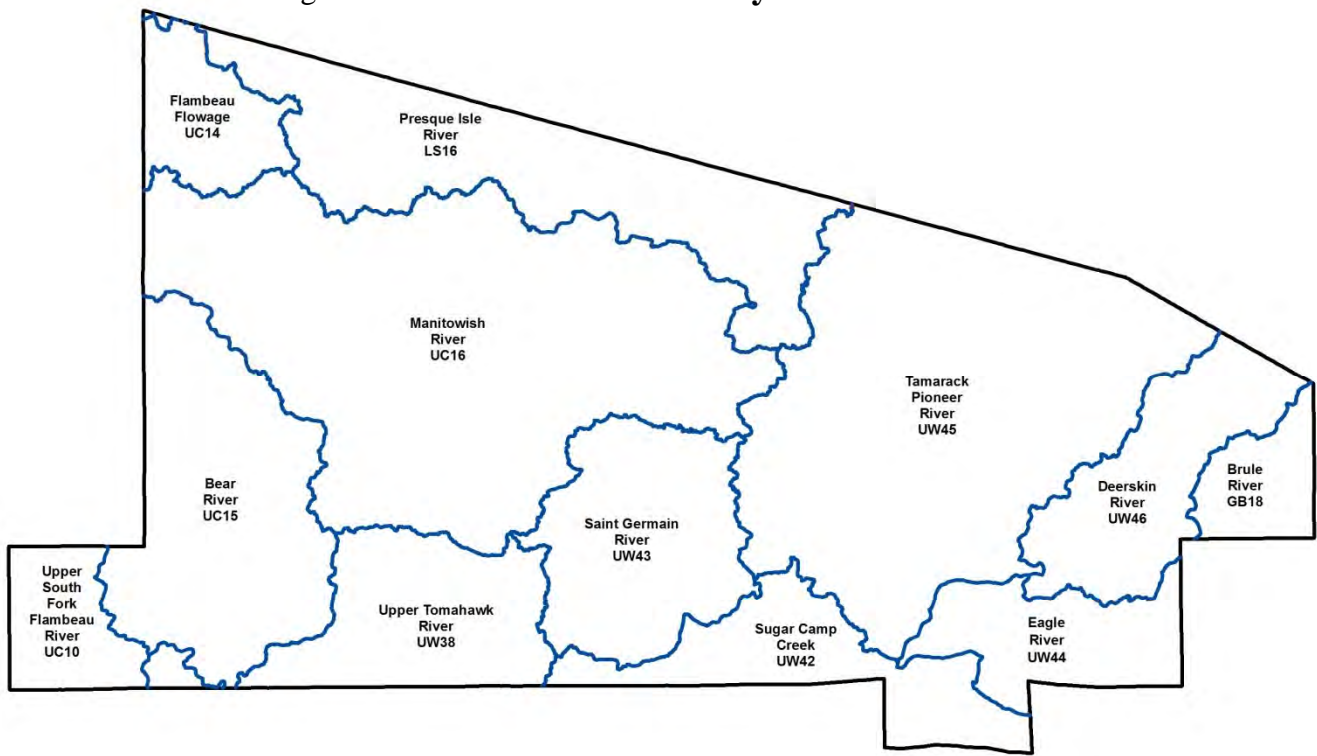 Flambeau
Flowage
UC14
Presque Isle
River
LS16
Manitowish
River
UC16
Tamarack
Pioneer
River
UW45
Bear
River
UC15
Brule
River
GB18
Deerskin
River
UW46
Saint Germain
River
UW43
Upper
South
Fork
Flambeau
River
UC10
Upper Tomahawk
River
UW38
Sugar Camp
Creek
UW42
Eagle
River
UW44